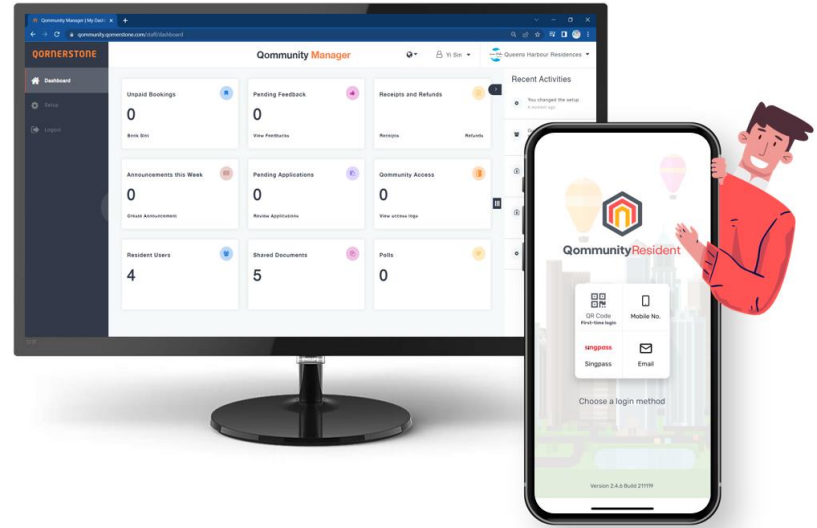 Qommunity Manager | My Dash
qommunity.qornerstone.com/staff/dashboard
QORNERSTONE
Qommunity Manager
Yi Sin
Queens Harbour Residences
Dashboard
Setup
Logout
Unpaid Bookings
0
Book Slot
Pending Feedback
0
View Feedbacks
Receipts and Refunds
Receipts
Refunds
Announcements this Week
0
Create Announcement
Pending Applications
0
Review Applications
Qommunity Access
0
View access logs
Resident Users
4
Shared Documents
5
Polls
0
Recent Activities
You changed the setup
QommunityResident
QR Code
First-time login
Mobile No.
singpass
Singpass
Email
Choose a login method
Version 2.4.6 Build 211119